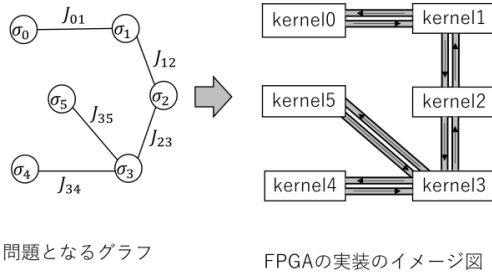 σ₀ J₀₁ σ₁
J₁₂
σ₅ σ₂
J₃₅
J₂₃
σ₄ σ₃
J₃₄
問題となるグラフ
kernel0 kernel1
kernel5 kernel2
kernel4 kernel3
FPGAの実装のイメージ図